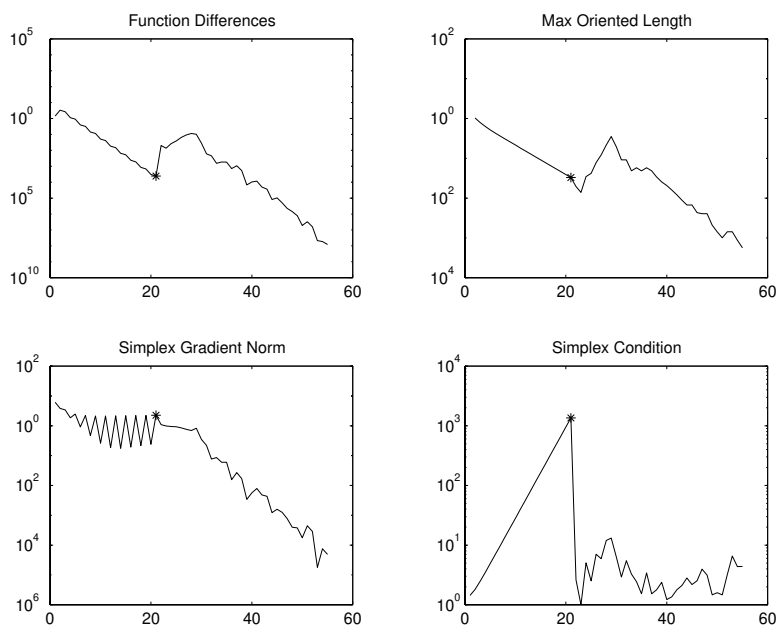 Function Differences
10^5
10^0
10^5
10^10
0 20 40 60
Max Oriented Length
10^2
10^0
10^2
10^4
0 20 40 60
Simplex Gradient Norm
10^2
10^0
10^2
10^4
10^6
0 20 40 60
Simplex Condition
10^4
10^3
10^2
10^1
10^0
0 20 40 60